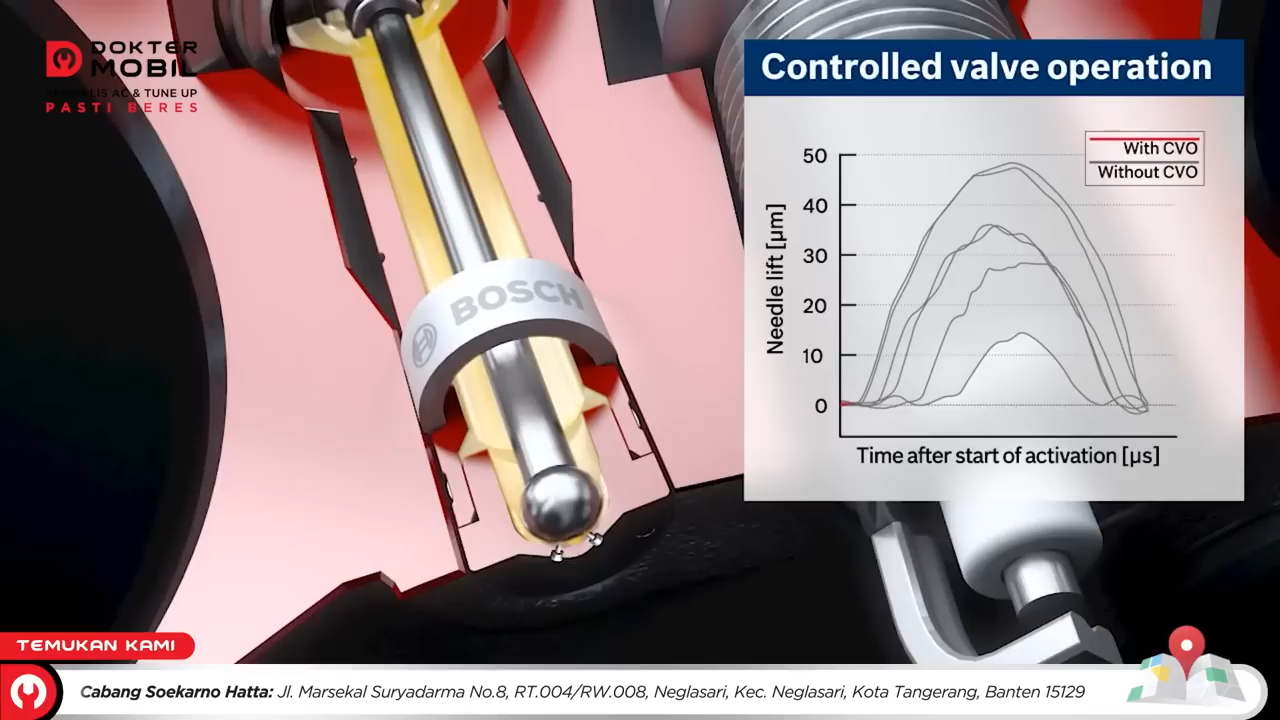 DOKTER
MOBIL
SPESIALIS AC & TUNE UP
PASTI BERES
Controlled valve operation
With CVO
Without CVO
50
40
30
20
10
0
Needle lift [µm]
Time after start of activation [µs]
BOSCH
TEMUKAN KAMI
Cabang Soekarno Hatta: Jl. Marsekal Suryadarma No.8, RT.004/RW.008, Neglasari, Kec. Neglasari, Kota Tangerang, Banten 15129